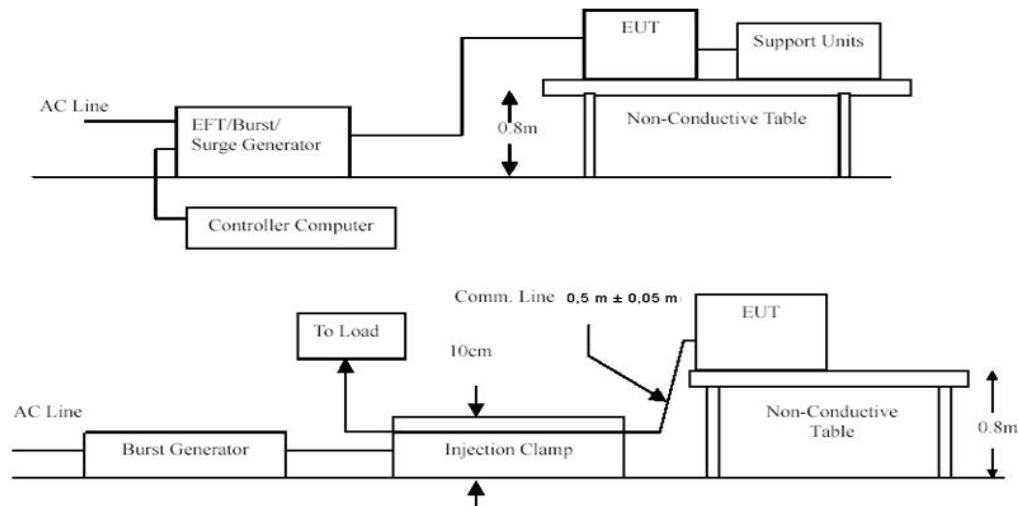 EUT
Support Units
AC Line
EFT/Burst/
Surge Generator
0.8m
Non-Conductive Table
Controller Computer
Comm. Line 0,5 m ± 0,05 m
EUT
To Load
10cm
AC Line
Non-Conductive
Table
0.8m
Burst Generator
Injection Clamp